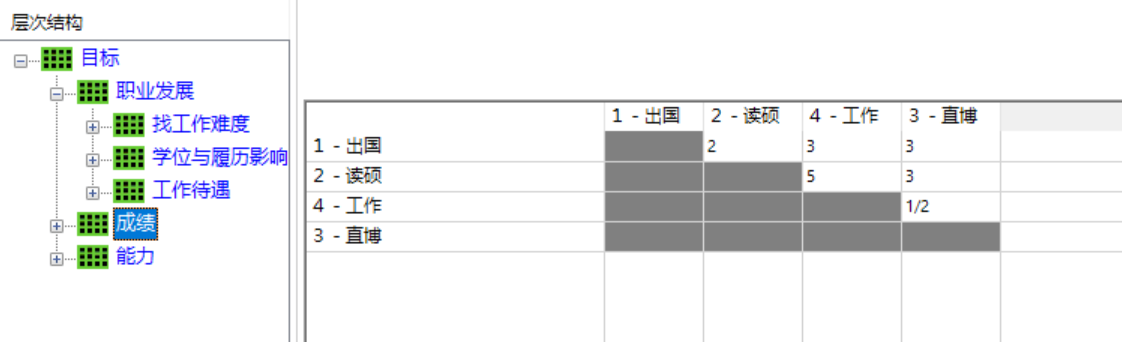 层次结构
目标
职业发展
找工作难度
学位与履历影响
工作待遇
成绩
能力
1 - 出国 2 - 读硕 4 - 工作 3 - 直博
1 - 出国 2 3 3
2 - 读硕 5 3
4 - 工作 1/2
3 - 直博